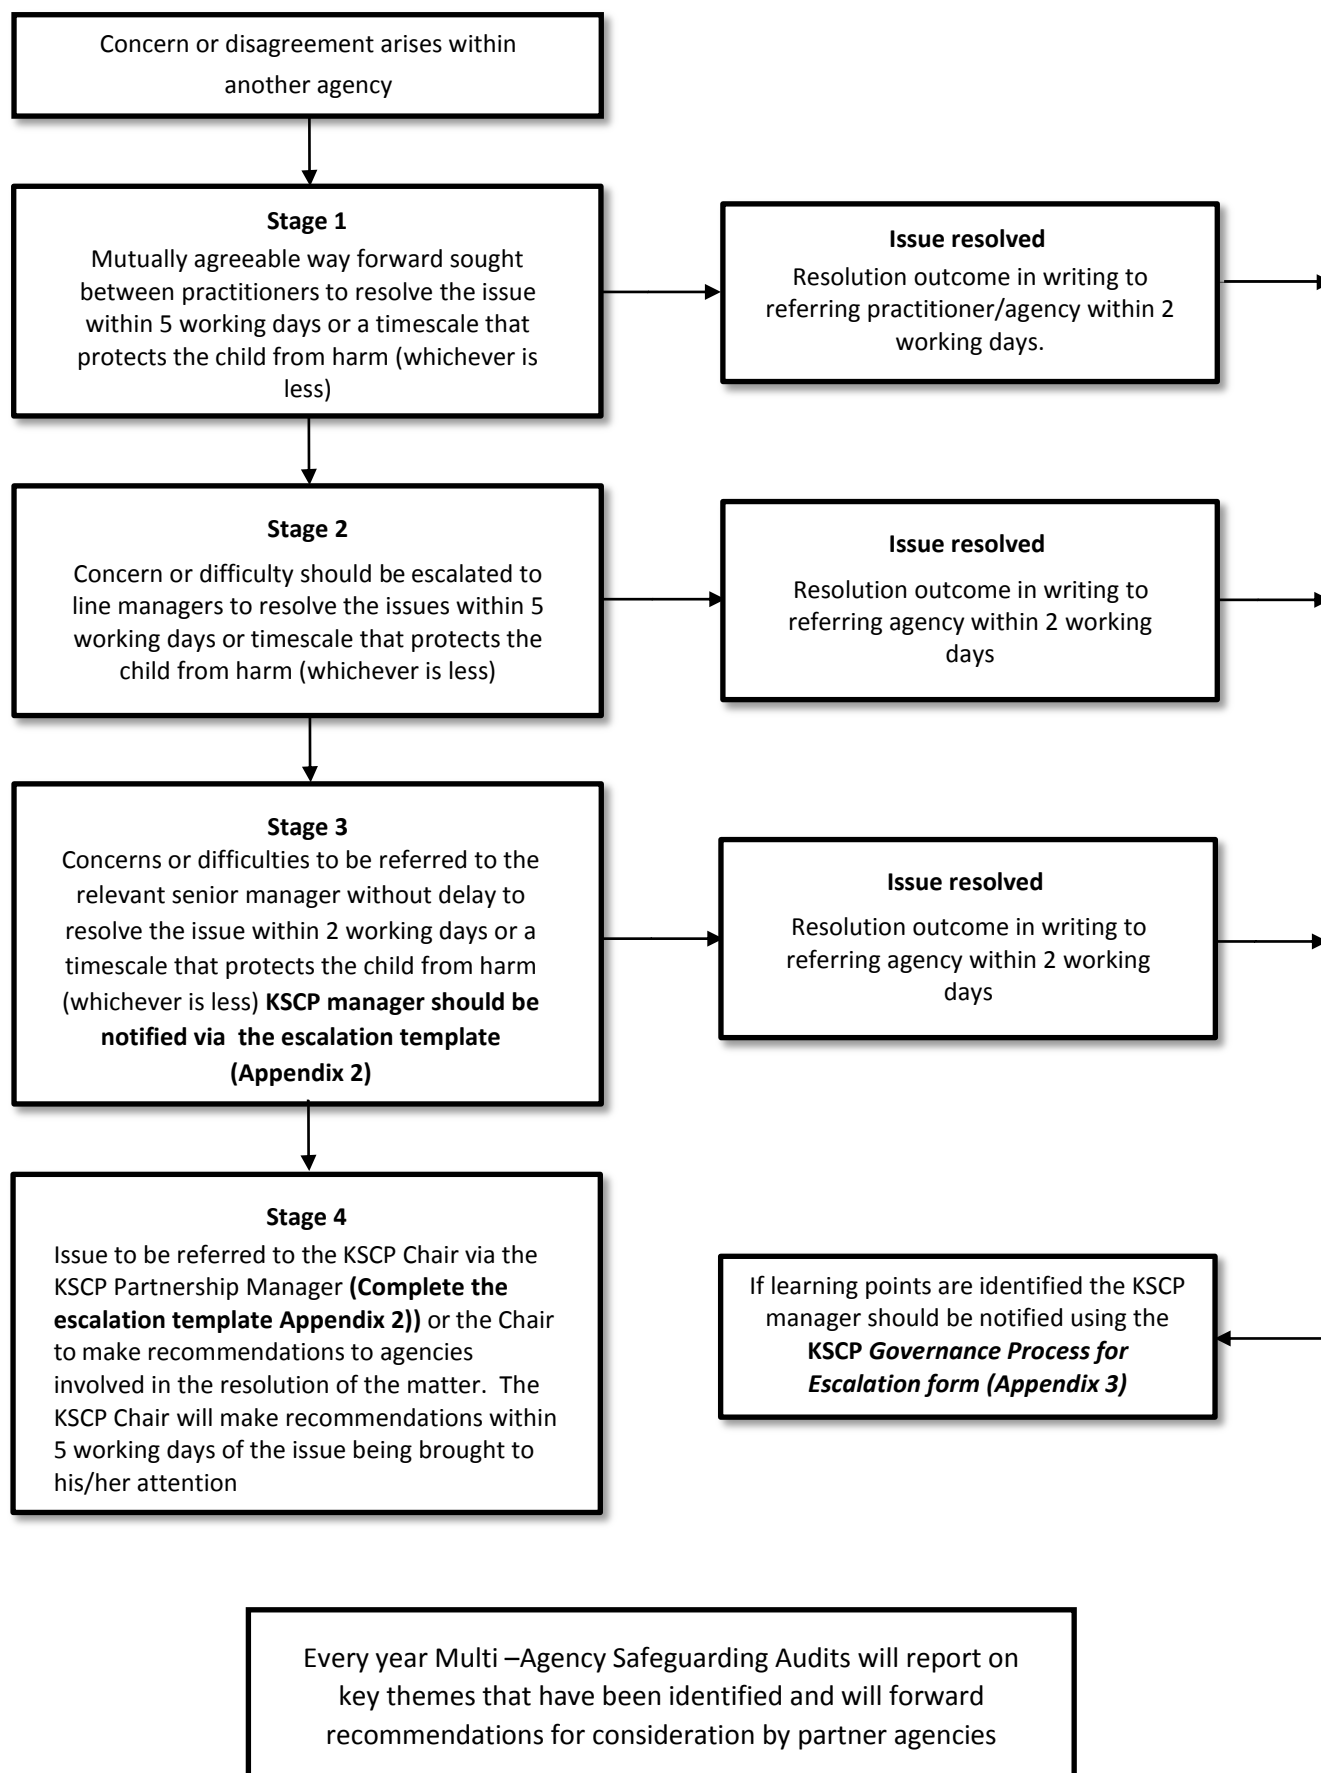 Concern or disagreement arises within
another agency
Stage 1
Mutually agreeable way forward sought
between practitioners to resolve the issue
within 5 working days or a timescale that
protects the child from harm (whichever is
less)
Issue resolved
Resolution outcome in writing to
referring practitioner/agency within 2
working days.
Stage 2
Concern or difficulty should be escalated to
line managers to resolve the issues within 5
working days or timescale that protects the
child from harm (whichever is less)
Issue resolved
Resolution outcome in writing to
referring agency within 2 working
days
Stage 3
Concerns or difficulties to be referred to the
relevant senior manager without delay to
resolve the issue within 2 working days or a
timescale that protects the child from harm
(whichever is less) KSCP manager should be
notified via  the escalation template
(Appendix 2)
Issue resolved
Resolution outcome in writing to
referring agency within 2 working
days
Stage 4
Issue to be referred to the KSCP Chair via the
KSCP Partnership Manager (Complete the
escalation template Appendix 2)) or the Chair
to make recommendations to agencies
involved in the resolution of the matter.  The
KSCP Chair will make recommendations within
5 working days of the issue being brought to
his/her attention
If learning points are identified the KSCP
manager should be notified using the
KSCP Governance Process for
Escalation form (Appendix 3)
Every year Multi –Agency Safeguarding Audits will report on
key themes that have been identified and will forward
recommendations for consideration by partner agencies